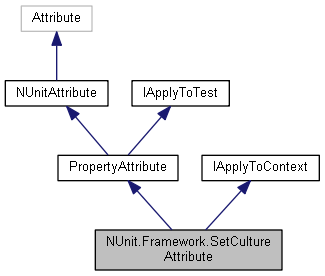 Attribute
NUnitAttribute
IApplyToTest
PropertyAttribute
IApplyToContext
NUnit.Framework.SetCulture
Attribute